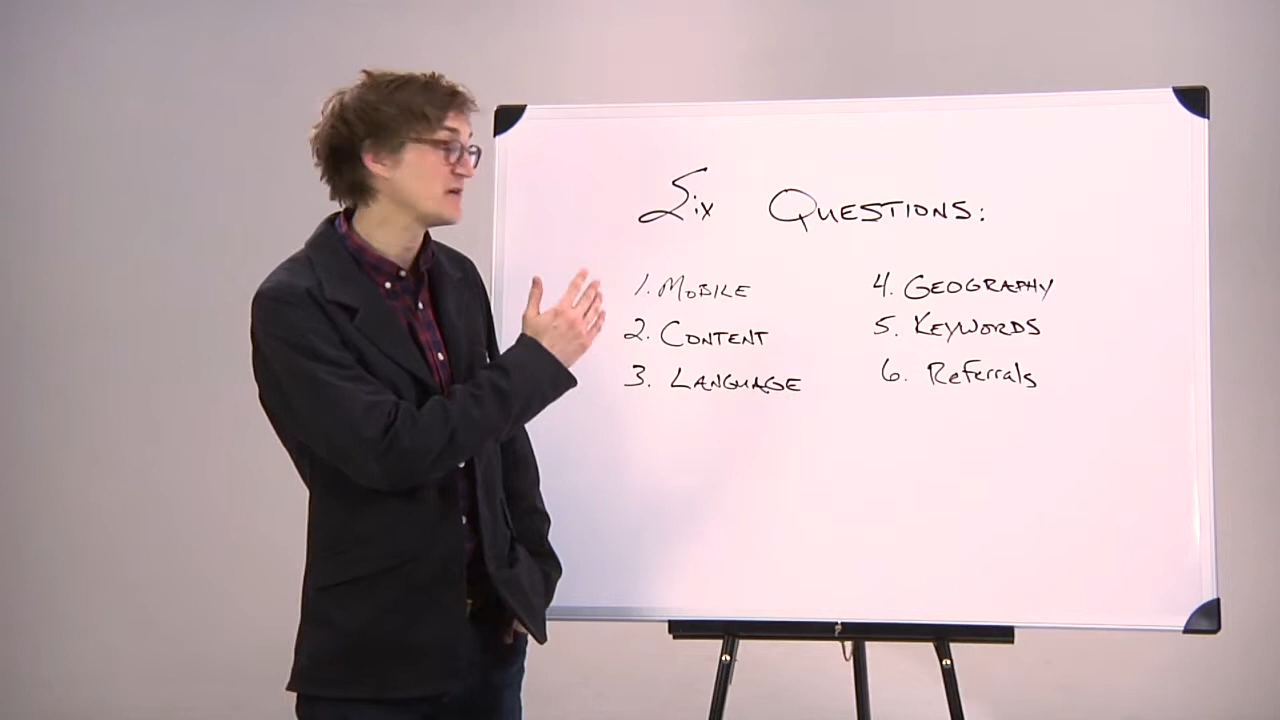 Six Questions:
1. Mobile
2. Content
3. Language
4. Geography
5. Keywords
6. Referrals